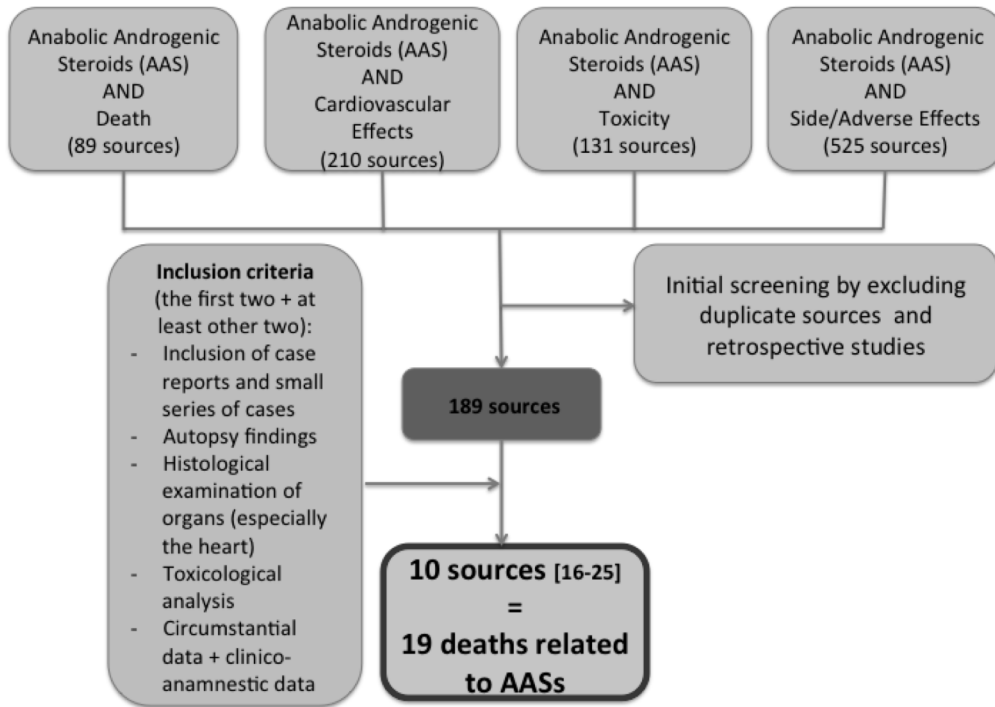 Anabolic Androgenic
Steroids (AAS)
AND
Death
(89 sources)
Anabolic Androgenic
Steroids (AAS)
AND
Cardiovascular
Effects
(210 sources)
Anabolic Androgenic
Steroids (AAS)
AND
Toxicity
(131 sources)
Anabolic Androgenic
Steroids (AAS)
AND
Side/Adverse Effects
(525 sources)
Initial screening by excluding
duplicate sources and
retrospective studies
189 sources
Inclusion criteria
(the first two + at
least other two):
- Inclusion of case
reports and small
series of cases
- Autopsy findings
- Histological
examination of
organs (especially
the heart)
- Toxicological
analysis
- Circumstantial
data + clinico-
anamnestic data
10 sources [16-25]
=
19 deaths related
to AASs